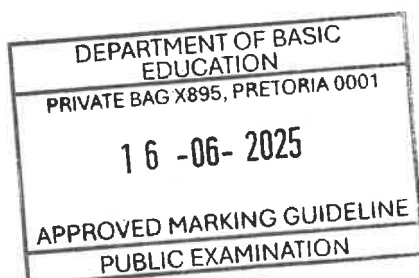 DEPARTMENT OF BASIC
EDUCATION
PRIVATE BAG X895, PRETORIA 0001
16 -06- 2025
APPROVED MARKING GUIDELINE
PUBLIC EXAMINATION